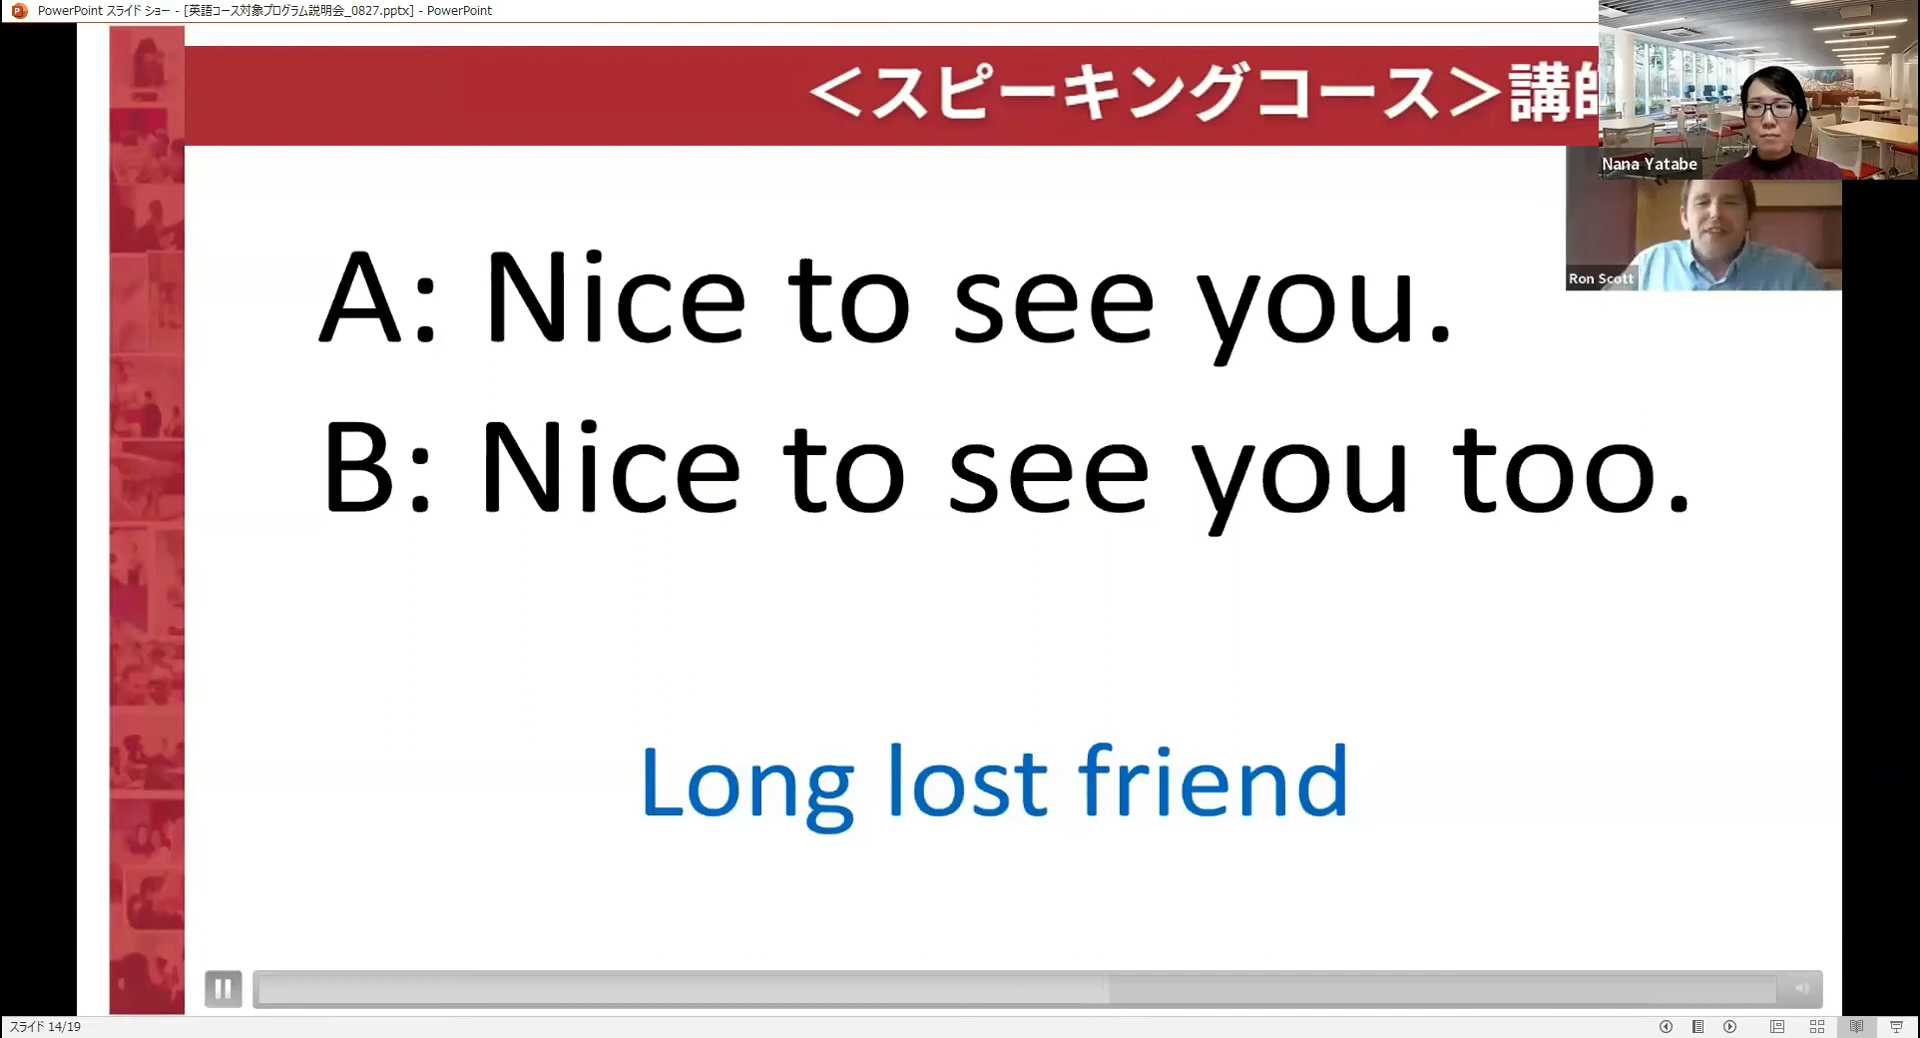 PowerPoint スライド ショー - [英語コース対象プログラム説明会_0827.pptx] - PowerPoint
＜スピーキングコース＞講
Nana Yatabe
Ron Scott
A: Nice to see you.
B: Nice to see you too.
Long lost friend
スライド 14/19